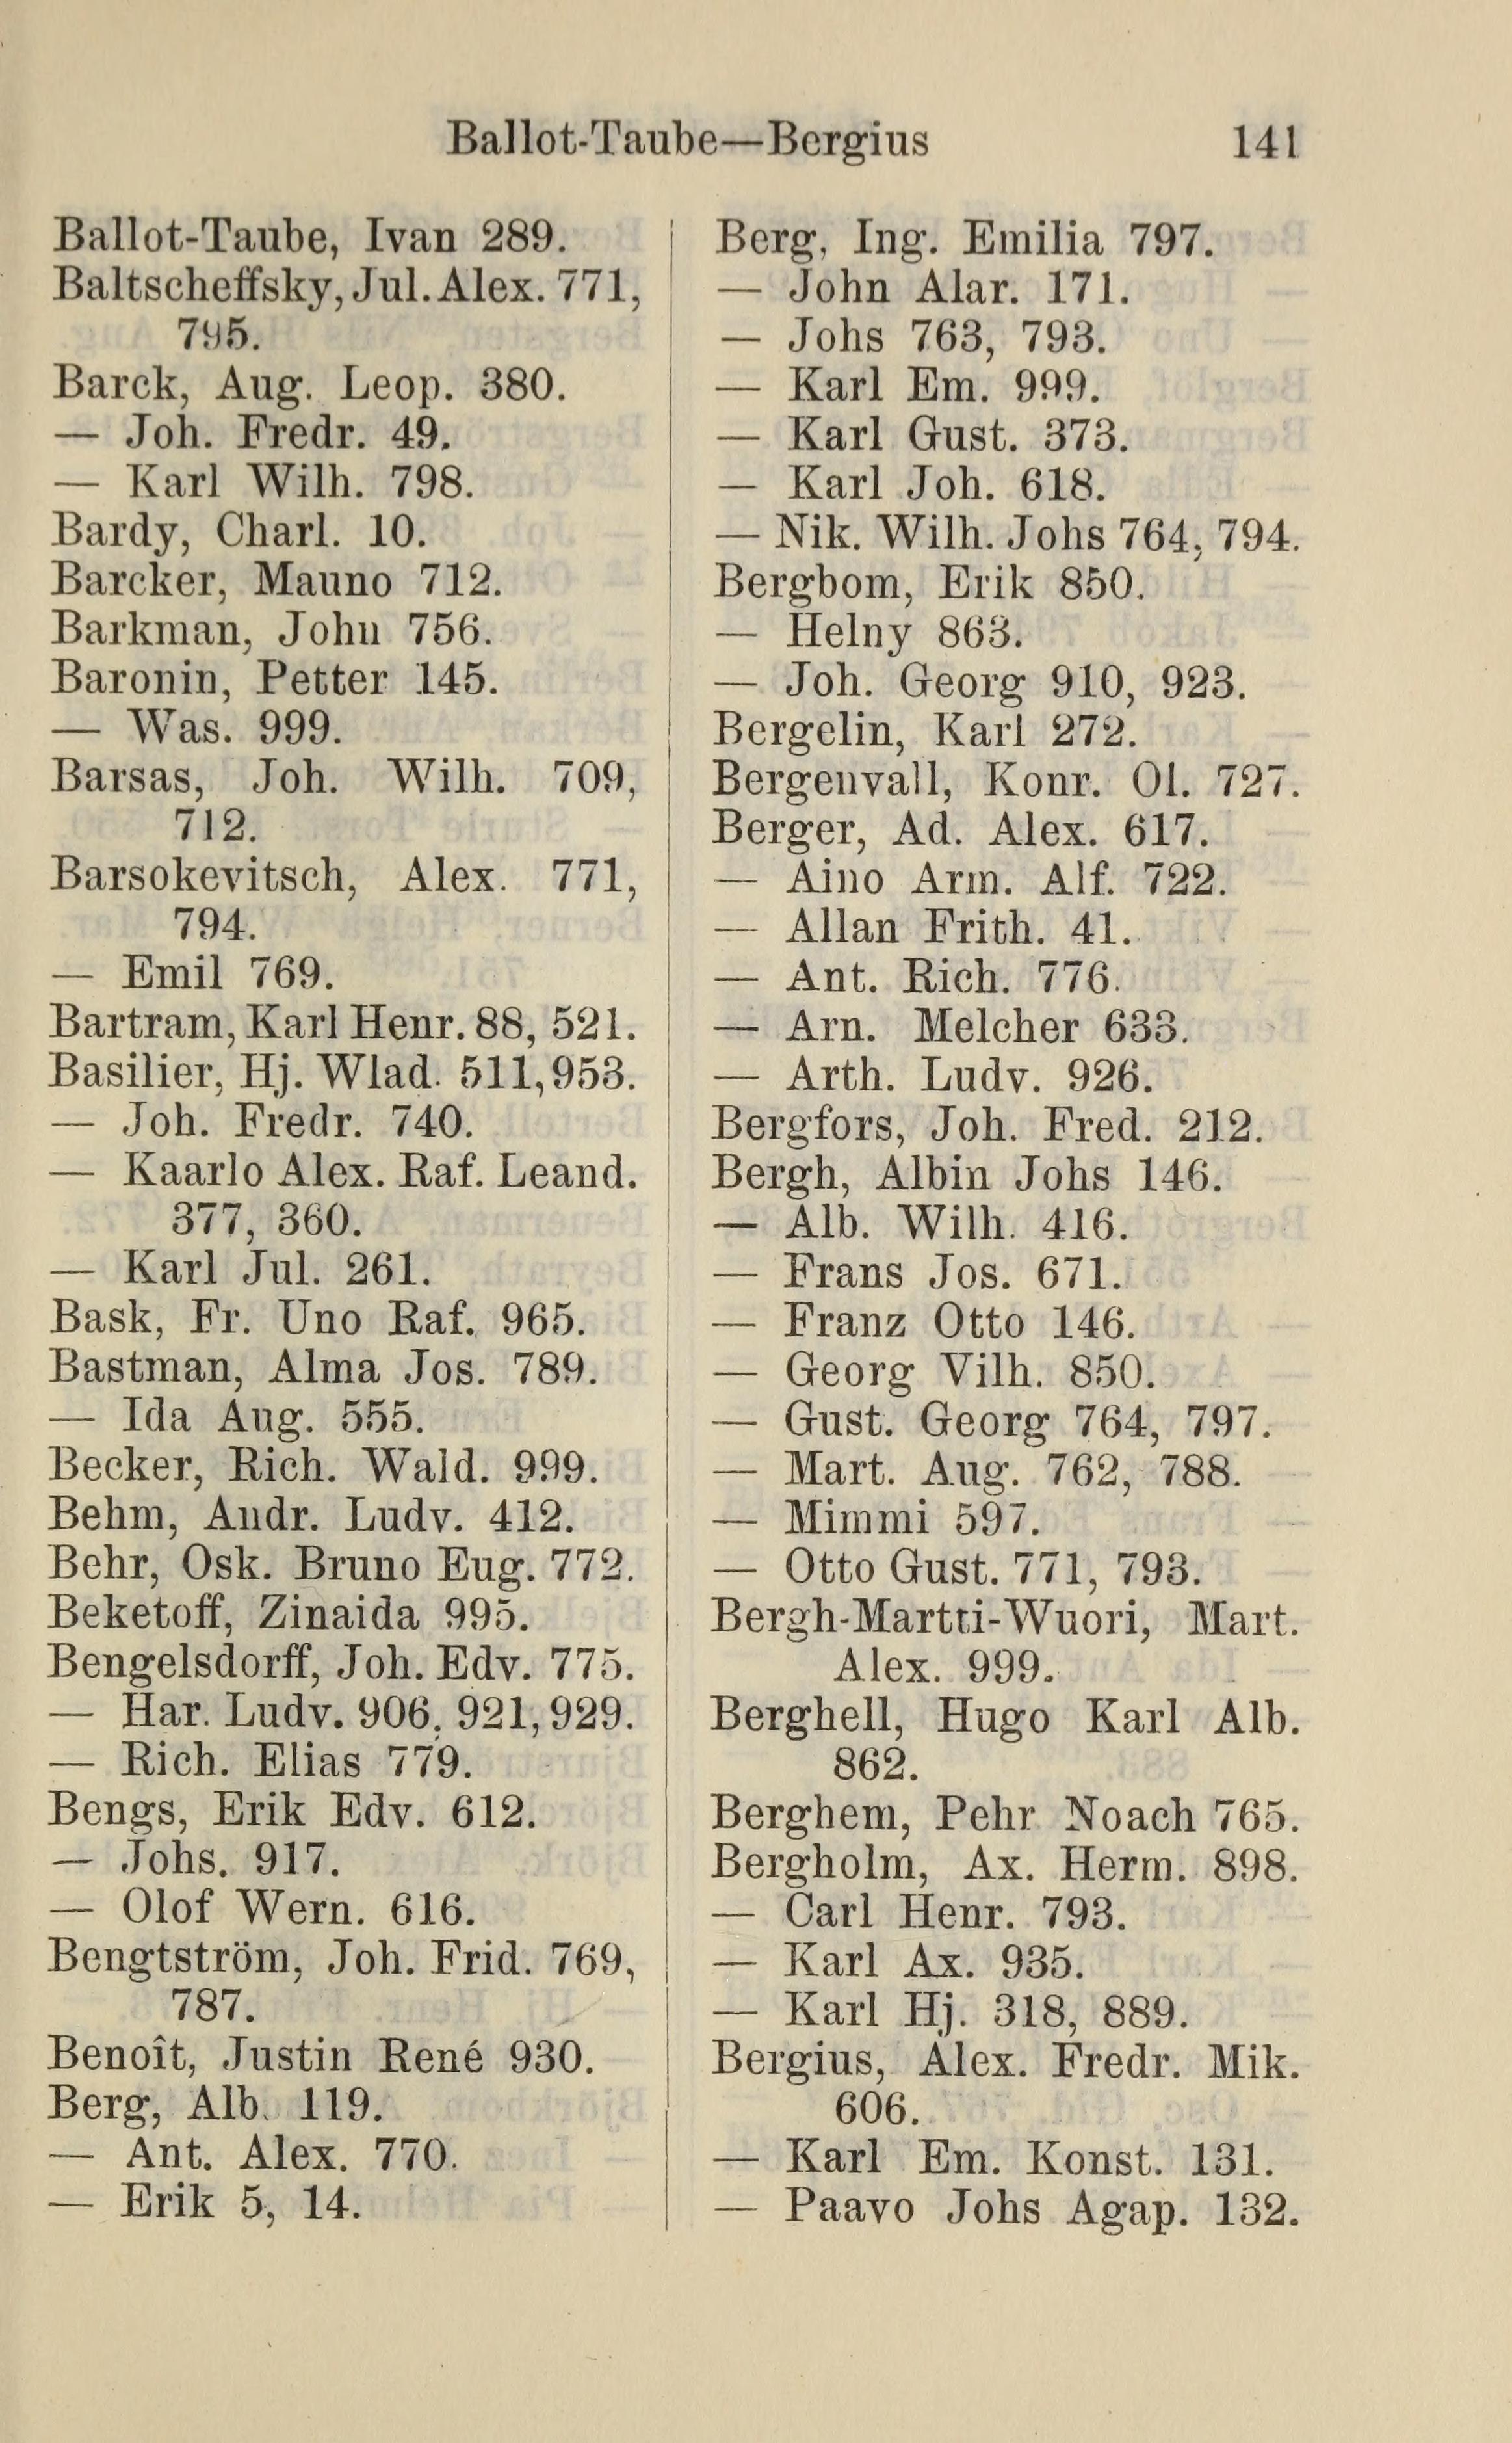 Ballot-Taube—Bergius 141
Ballot-Taube, Ivan 289.
Baltscheffsky, Jul. Alex. 771,
795.
Barck, Aug. Leop. 380.
— Joh. Fredr. 49.
— Karl Wilh. 798.
Bardy, Charl. 10.
Barcker, Mauno 712.
Barkman, John 756.
Baronin, Petter 145.
— Was. 999.
Barsas, Joh. Wilh. 709,
712.
Barsokevitsch, Alex. 771,
794.
— Emil 769.
Bartram, Karl Henr. 88, 521.
Basilier, Hj. Wlad. 511, 953.
— Joh. Fredr. 740.
— Kaarlo Alex. Raf. Leand.
377, 360.
— Karl Jul. 261.
Bask, Fr. Uno Raf. 965.
Bastman, Alma Jos. 789.
— Ida Aug. 555.
Becker, Rich. Wald. 999.
Behm, Andr. Ludv. 412.
Behr, Osk. Bruno Eug. 772.
Beketoff, Zinaida 995.
Bengelsdorff, Joh. Edv. 775.
— Har. Ludv. 906, 921, 929.
— Rich. Elias 779.
Bengs, Erik Edv. 612.
— Johs. 917.
— Olof Wern. 616.
Bengtström, Joh. Frid. 769,
787.
Benoît, Justin René 930.
Berg, Alb. 119.
— Ant. Alex. 770.
— Erik 5, 14.
Berg, Ing. Emilia 797.
— John Alar. 171.
— Johs 763, 793.
— Karl Em. 999.
— Karl Gust. 373.
— Karl Joh. 618.
— Nik. Wilh. Johs 764, 794.
Bergbom, Erik 850.
— Helny 863.
— Joh. Georg 910, 923.
Bergelin, Karl 272.
Bergenvall, Konr. Ol. 727.
Berger, Ad. Alex. 617.
— Aino Arm. Alf. 722.
— Allan Frith. 41.
— Ant. Rich. 776.
— Arn. Melcher 633.
— Arth. Ludv. 926.
Bergfors, Joh. Fred. 212.
Bergh, Albin Johs 146.
— Alb. Wilh. 416.
— Frans Jos. 671.
— Franz Otto 146.
— Georg Vilh. 850.
— Gust. Georg 764, 797.
— Mart. Aug. 762, 788.
— Mimmi 597.
— Otto Gust. 771, 793.
Bergh-Martti-Wuori, Mart.
Alex. 999.
Berghell, Hugo Karl Alb.
862.
Berghem, Pehr Noach 765.
Bergholm, Ax. Herm. 898.
— Carl Henr. 793.
— Karl Ax. 935.
— Karl Hj. 318, 889.
Bergius, Alex. Fredr. Mik.
606.
— Karl Em. Konst. 131.
— Paavo Johs Agap. 132.